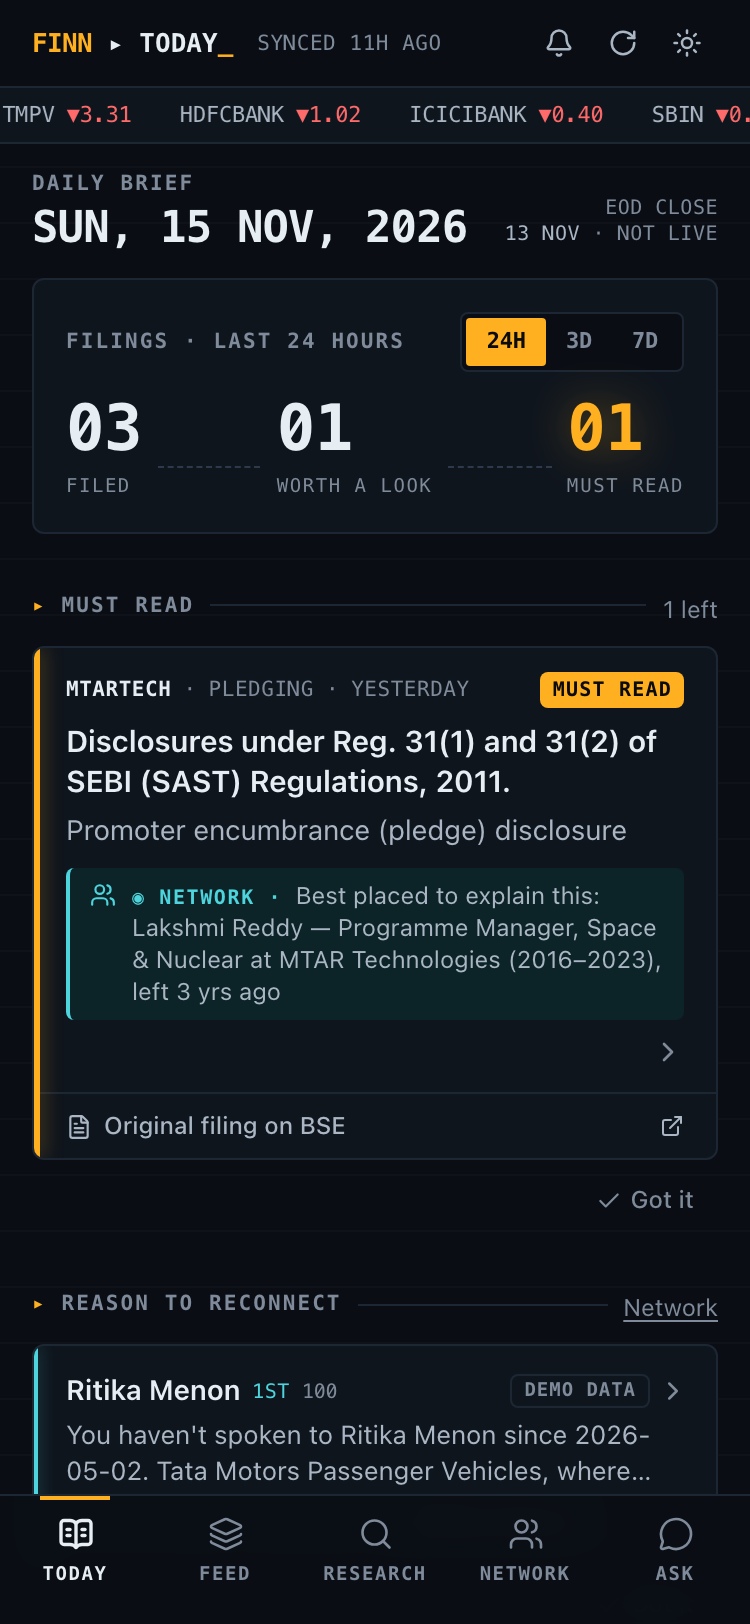 FINN ▸ TODAY_ SYNCED 11H AGO
TMPV ▼3.31 HDFCBANK ▼1.02 ICICIBANK ▼0.40 SBIN ▼0.
DAILY BRIEF
SUN, 15 NOV, 2026
EOD CLOSE
13 NOV · NOT LIVE
FILINGS · LAST 24 HOURS
24H 3D 7D
03 01 01
FILED WORTH A LOOK MUST READ
▸ MUST READ 1 left
MTARTECH · PLEDGING · YESTERDAY MUST READ
Disclosures under Reg. 31(1) and 31(2) of
SEBI (SAST) Regulations, 2011.
Promoter encumbrance (pledge) disclosure
◉ NETWORK · Best placed to explain this:
Lakshmi Reddy — Programme Manager, Space
& Nuclear at MTAR Technologies (2016–2023),
left 3 yrs ago
Original filing on BSE
Got it
▸ REASON TO RECONNECT Network
Ritika Menon 1ST 100 DEMO DATA
You haven't spoken to Ritika Menon since 2026-
05-02. Tata Motors Passenger Vehicles, where...
TODAY FEED RESEARCH NETWORK ASK